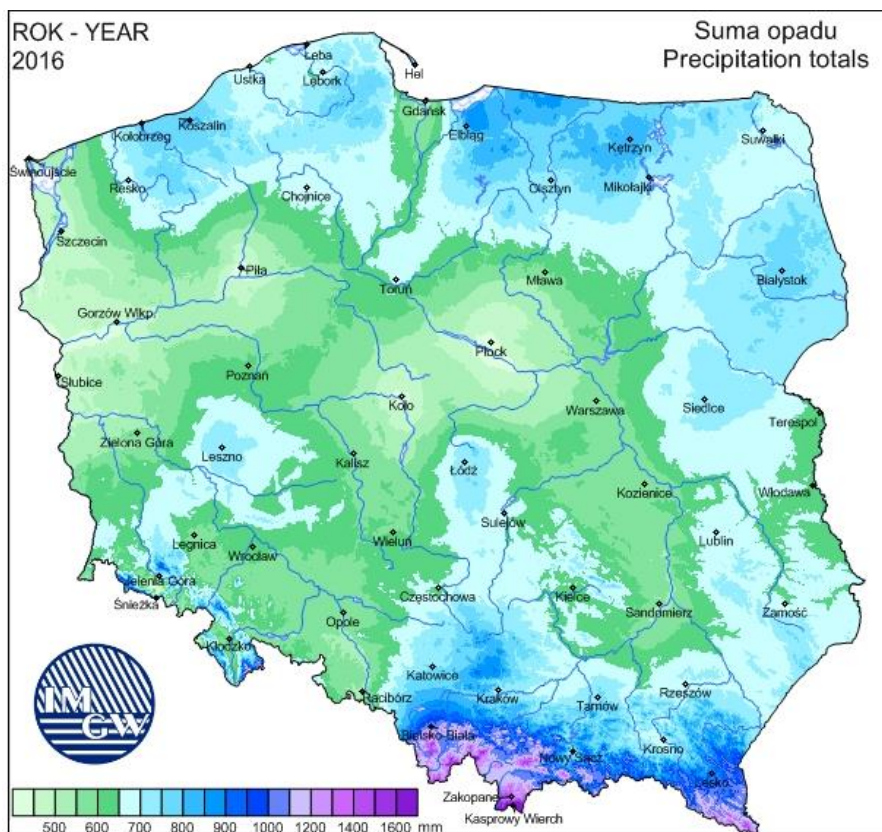 ROK - YEAR
2016
Suma opadu
Precipitation totals
Łeba
Hel
Ustka
Lębork
Gdańsk
Kołobrzeg
Koszalin
Elbląg
Kętrzyn
Suwałki
Świnoujście
Resko
Chojnice
Olsztyn
Mikołajki
Szczecin
Piła
Toruń
Mława
Białystok
Gorzów Wlkp.
Płock
Słubice
Poznań
Koło
Warszawa
Siedlce
Terespol
Zielona Góra
Leszno
Kalisz
Łódź
Kozienice
Włodawa
Sulejów
Legnica
Wrocław
Wieluń
Lublin
Jelenia Góra
Śnieżka
Częstochowa
Kielce
Sandomierz
Zamość
Opole
Kłodzko
Katowice
Racibórz
Kraków
Tarnów
Rzeszów
Bielsko-Biała
Nowy Sącz
Krosno
Lesko
Zakopane
Kasprowy Wierch
IM
GW
500 600 700 800 900 1000 1200 1400 1600 mm